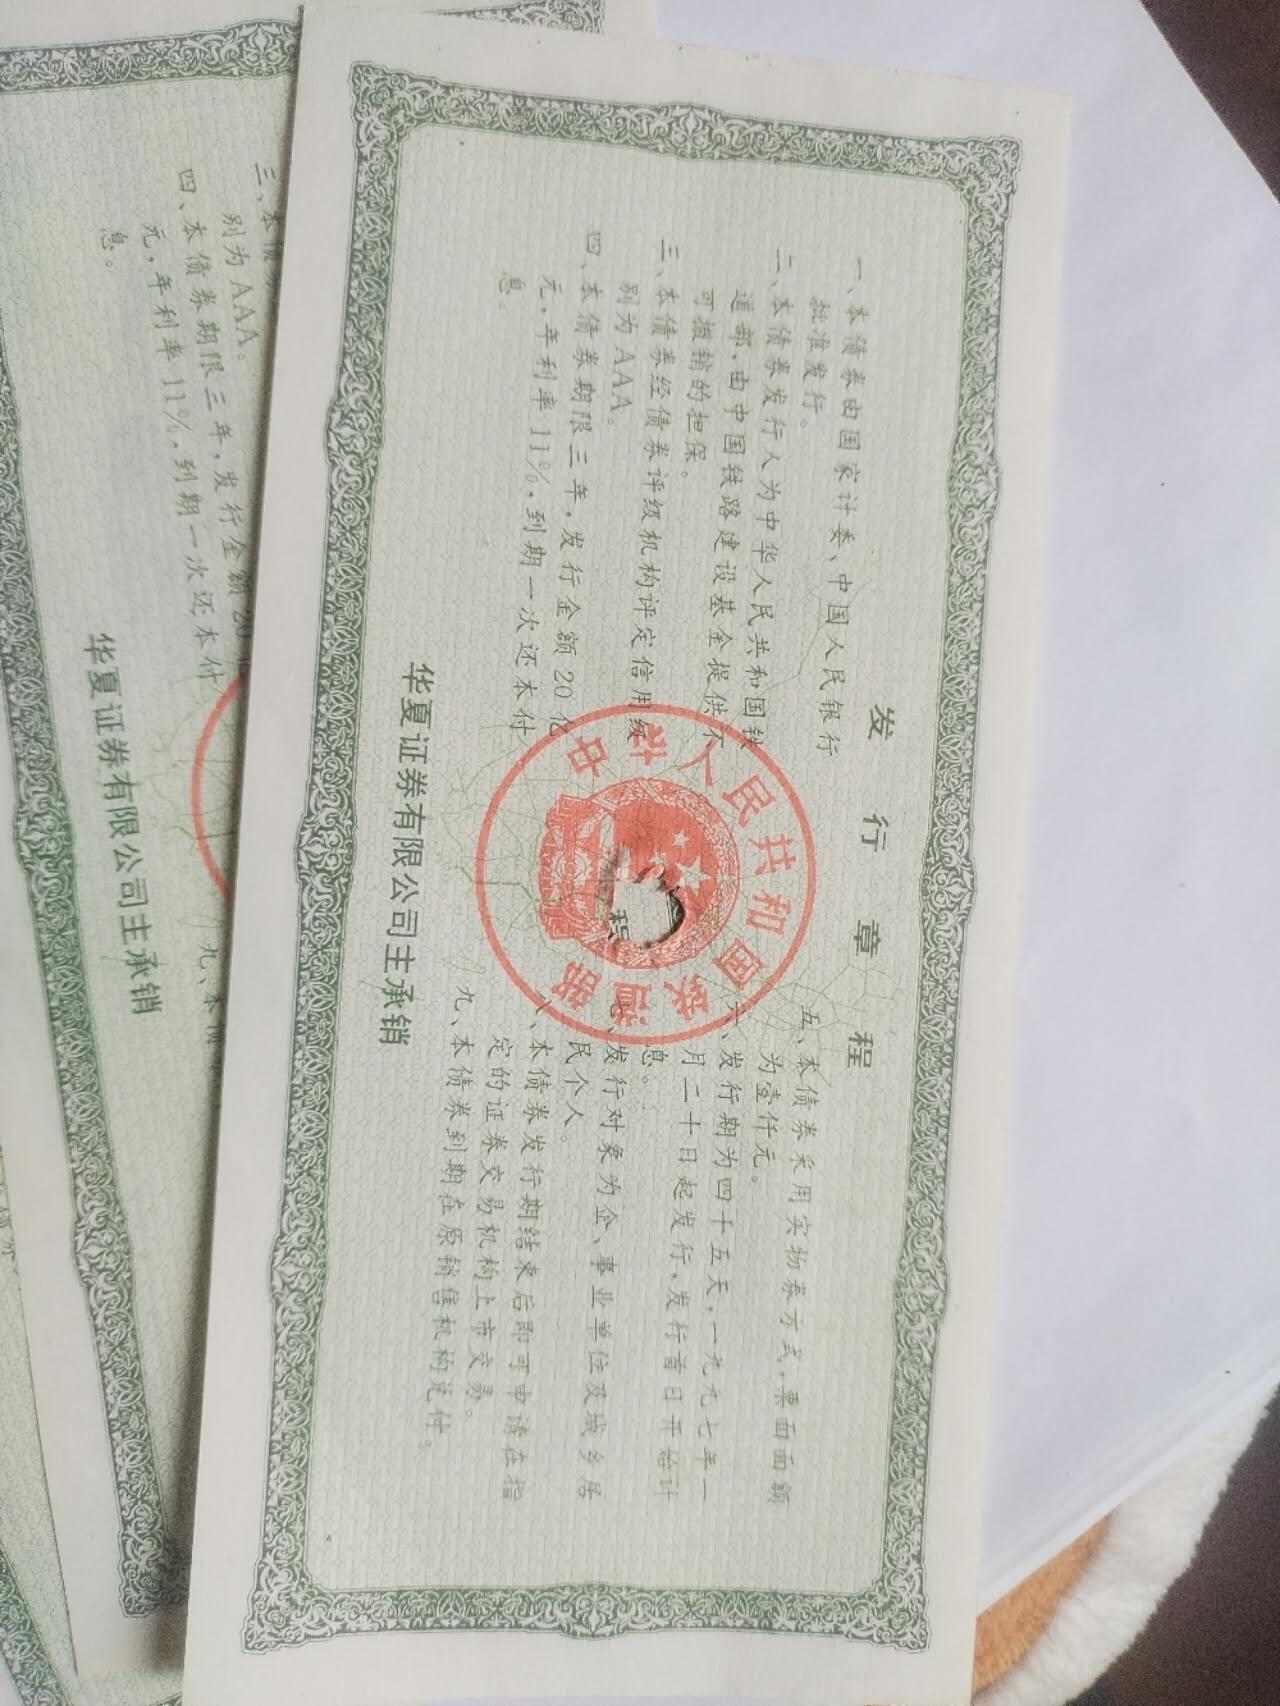 发行章程
一、本债券由国家计委、中国人民银行
批准发行。
二、本债券发行人为中华人民共和国铁
道部,由中国铁路建设基金提供不
可撤销的担保。
三、本债券经债券评级机构评定信用级
别为AAA。
四、本债券期限三年,发行金额20亿
元,年利率11%,到期一次还本付
息。
五、本债券采用实物券方式,票面面额
为壹仟元。
六、发行期为四十五天,一九九七年一
月二十日起发行,发行首日开始计
息。
七、发行对象为企、事业单位及城乡居
民个人。
八、本债券发行期结束后即可申请在指
定的证券交易机构上市交易。
九、本债券到期在原销售机构兑付。
华夏证券有限公司主承销
中华人民共和国铁道部
程
三、本债
别为AAA。
四、本债券期限三年,发行金额20
元,年利率11%,到期一次还本付
息。
九、本债
华夏证券有限公司主承销